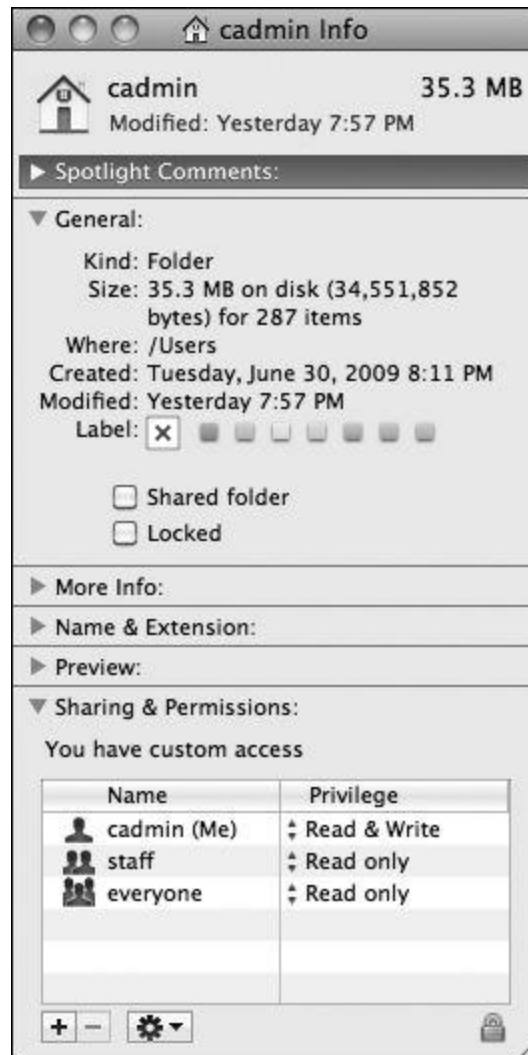 cadmin Info
cadmin 35.3 MB
Modified: Yesterday 7:57 PM
Spotlight Comments:
General:
Kind: Folder
Size: 35.3 MB on disk (34,551,852
bytes) for 287 items
Where: /Users
Created: Tuesday, June 30, 2009 8:11 PM
Modified: Yesterday 7:57 PM
Label:
Shared folder
Locked
More Info:
Name & Extension:
Preview:
Sharing & Permissions:
You have custom access
Name Privilege
cadmin (Me) Read & Write
staff Read only
everyone Read only